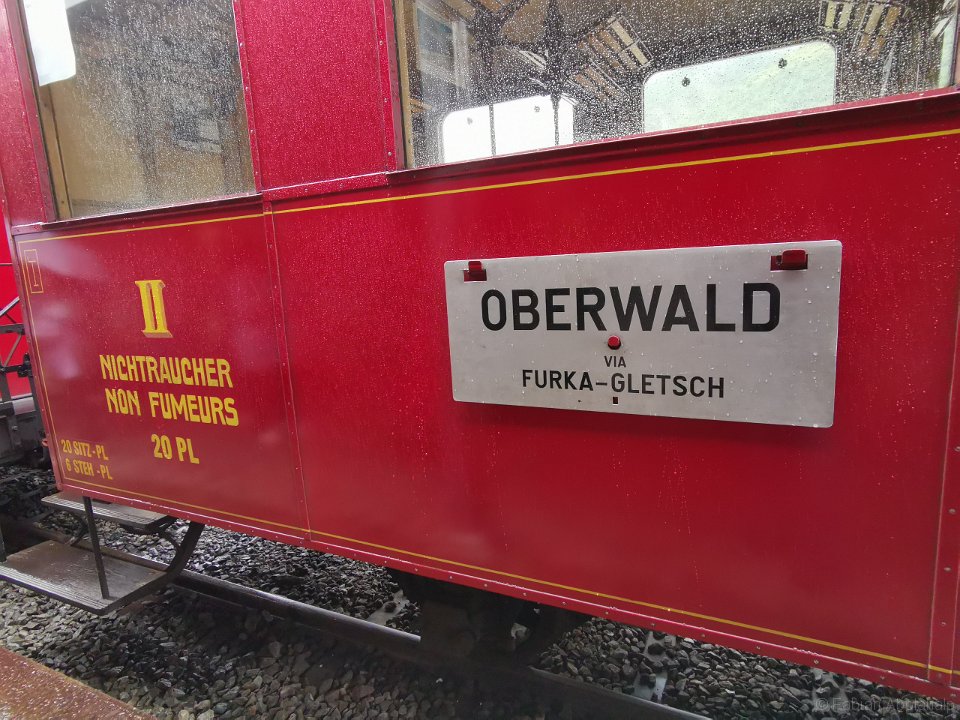 II
NICHTRAUCHER
NON FUMEURS
20 PL
20 SITZ-PL
6 STEH-PL
OBERWALD
VIA
FURKA-GLETSCH